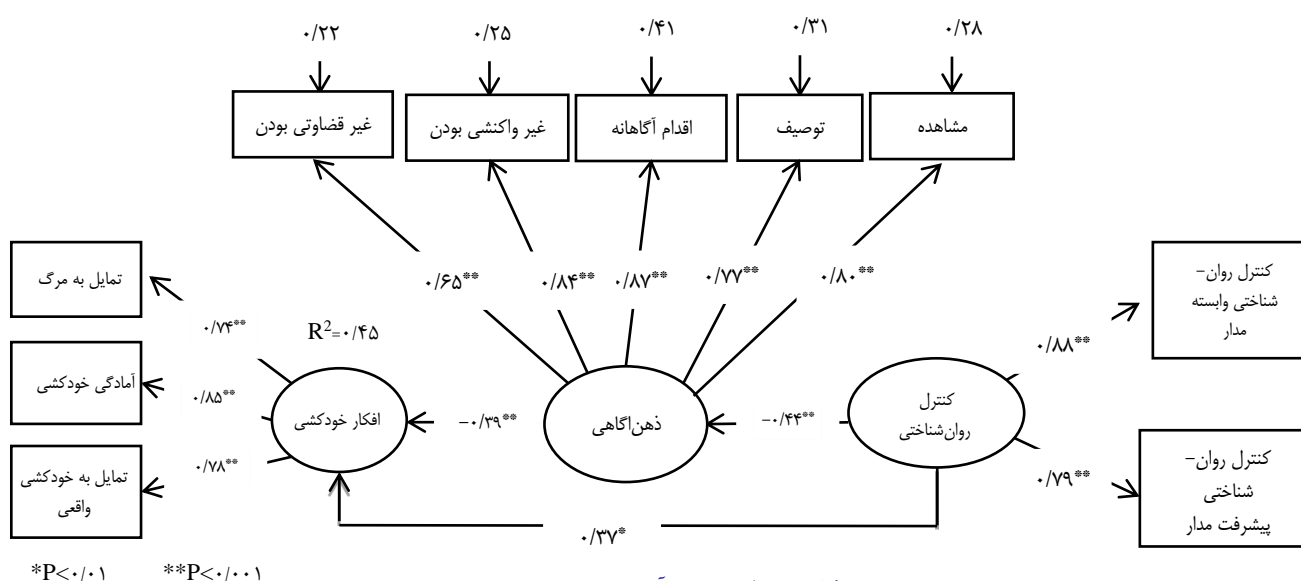 ۰/۲۲ ۰/۲۵ ۰/۴۱ ۰/۳۱ ۰/۲۸
غیر قضاوتی بودن
غیر واکنشی بودن
اقدام آگاهانه
توصیف
مشاهده
۰/۶۵**
۰/۸۴**
۰/۸۷**
۰/۷۷**
۰/۸۰**
تمایل به مرگ
آمادگی خودکشی
تمایل به خودکشی
واقعی
۰/۷۴**
۰/۸۵**
۰/۷۸**
R²=۰/۴۵
افکار خودکشی
−۰/۳۹**
ذهن‌اگاهی
−۰/۴۴**
کنترل
روان‌شناختی
۰/۸۸**
۰/۷۹**
کنترل روان-
شناختی وابسته
مدار
کنترل روان-
شناختی
پیشرفت مدار
۰/۳۷*
*P<۰/۰۱ **P<۰/۰۰۱